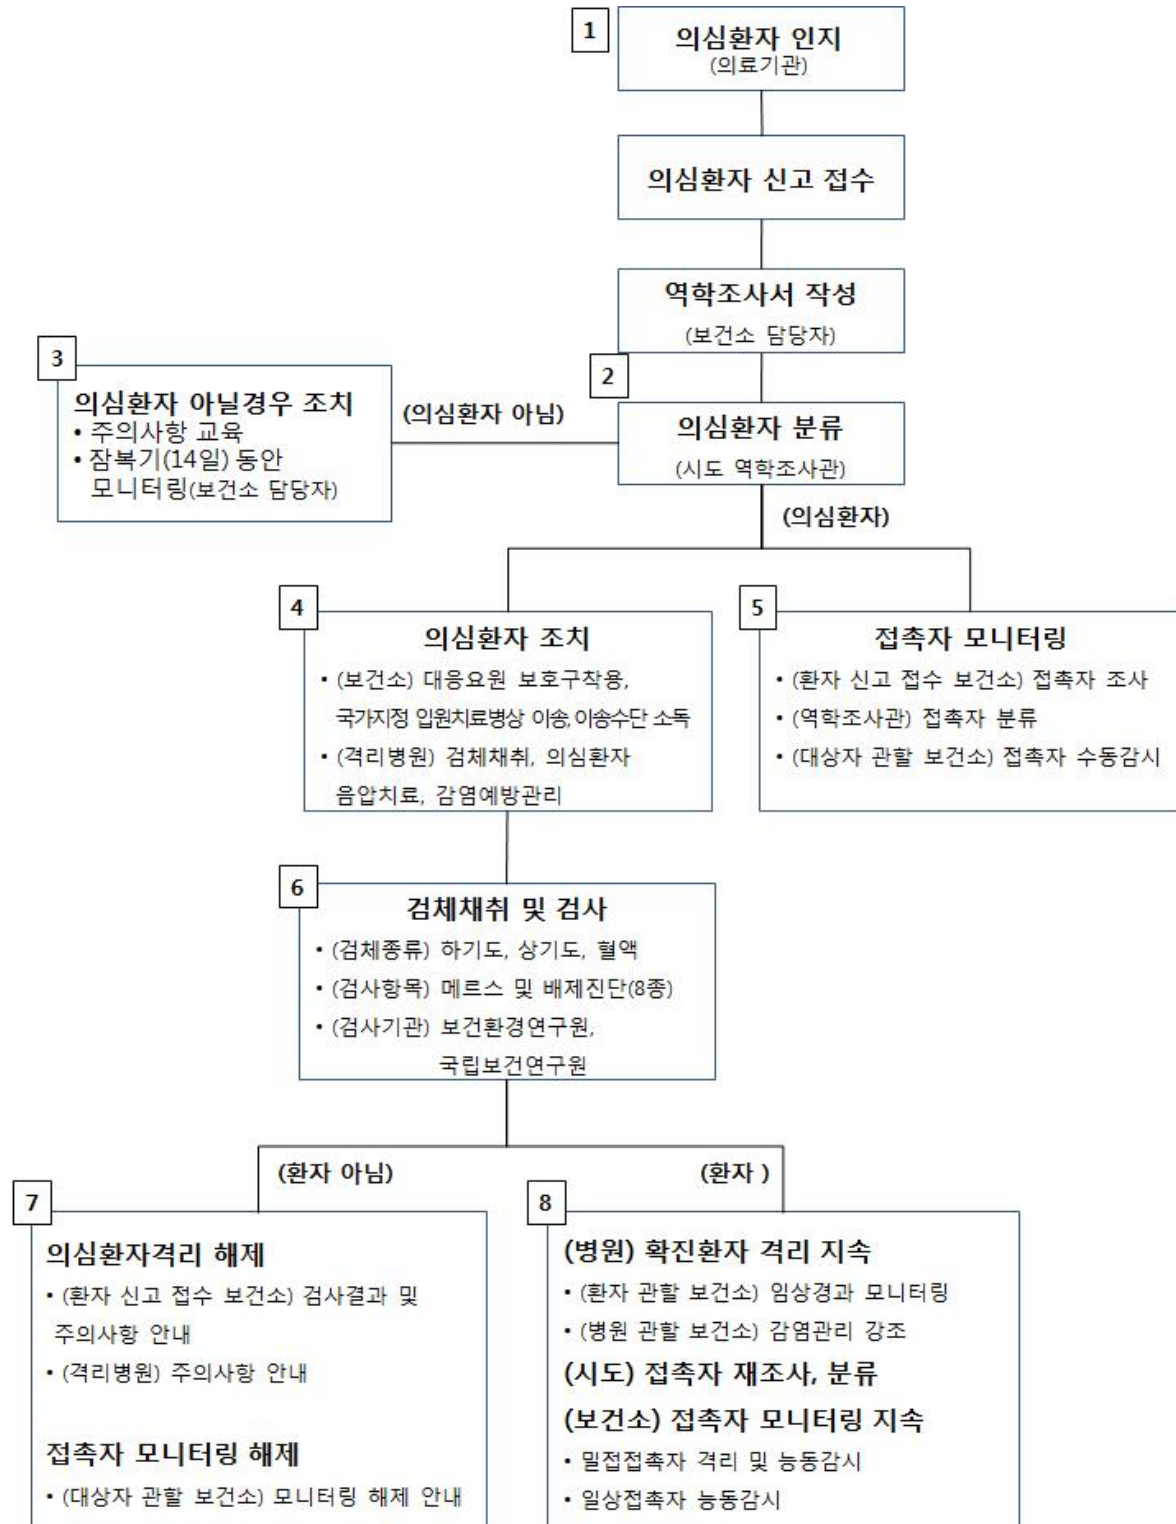 1
의심환자 인지
(의료기관)
의심환자 신고 접수
역학조사서 작성
(보건소 담당자)
2
의심환자 분류
(시도 역학조사관)
(의심환자 아님)
3
의심환자 아닐경우 조치
• 주의사항 교육
• 잠복기(14일) 동안
모니터링(보건소 담당자)
(의심환자)
4
의심환자 조치
• (보건소) 대응요원 보호구착용,
국가지정 입원치료병상 이송, 이송수단 소독
• (격리병원) 검체채취, 의심환자
음압치료, 감염예방관리
5
접촉자 모니터링
• (환자 신고 접수 보건소) 접촉자 조사
• (역학조사관) 접촉자 분류
• (대상자 관할 보건소) 접촉자 수동감시
6
검체채취 및 검사
• (검체종류) 하기도, 상기도, 혈액
• (검사항목) 메르스 및 배제진단(8종)
• (검사기관) 보건환경연구원,
국립보건연구원
(환자 아님)
(환자 )
7
의심환자격리 해제
• (환자 신고 접수 보건소) 검사결과 및
주의사항 안내
• (격리병원) 주의사항 안내
접촉자 모니터링 해제
• (대상자 관할 보건소) 모니터링 해제 안내
8
(병원) 확진환자 격리 지속
• (환자 관할 보건소) 임상경과 모니터링
• (병원 관할 보건소) 감염관리 강조
(시도) 접촉자 재조사, 분류
(보건소) 접촉자 모니터링 지속
• 밀접접촉자 격리 및 능동감시
• 일상접촉자 능동감시